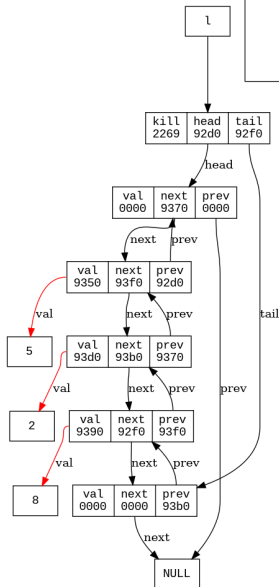 l
kill head tail
2269 92d0 92f0
head
val next prev
0000 9370 0000
next prev
val next prev
9350 93f0 92d0
val next prev tail
5
val next prev
93d0 93b0 9370
val next prev prev
2
val next prev
9390 92f0 93f0
val next prev
8
val next prev
0000 0000 93b0
next
NULL